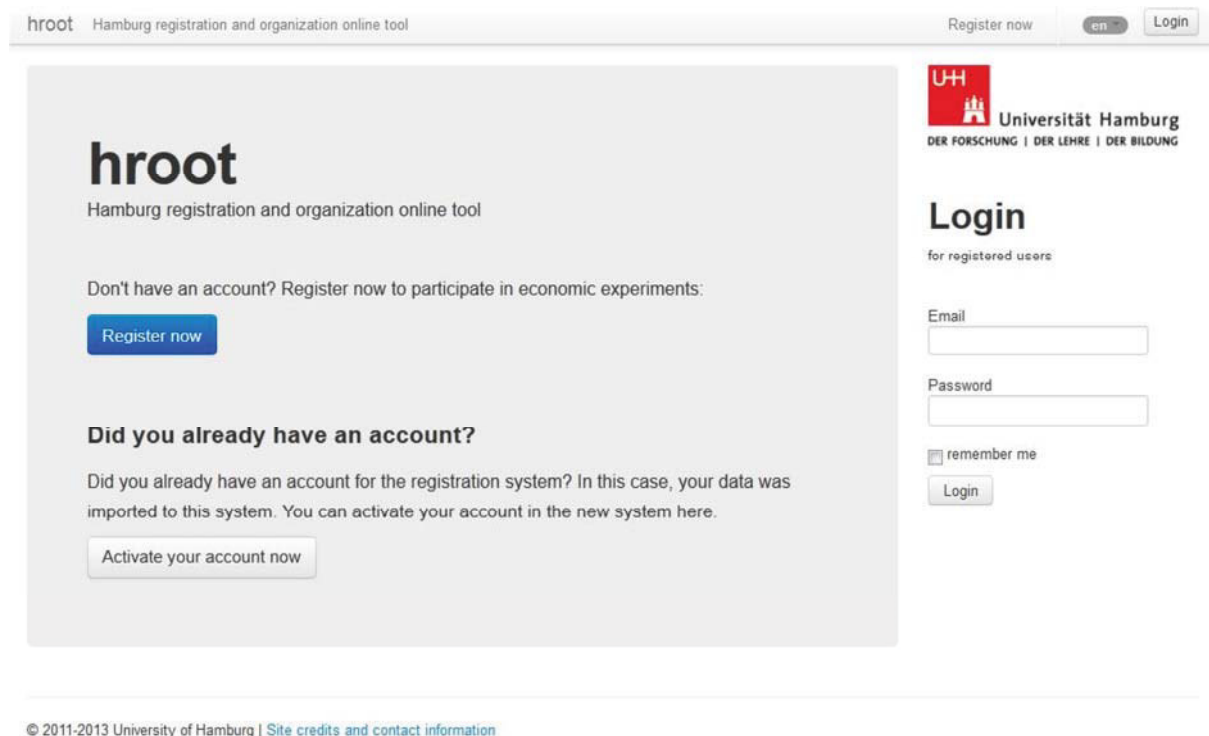 hroot Hamburg registration and organization online tool Register now en Login
hroot
Hamburg registration and organization online tool
Don't have an account? Register now to participate in economic experiments:
Register now
Did you already have an account?
Did you already have an account for the registration system? In this case, your data was
imported to this system. You can activate your account in the new system here.
Activate your account now
UH
Universität Hamburg
DER FORSCHUNG | DER LEHRE | DER BILDUNG
Login
for registered users
Email
Password
remember me
Login
© 2011-2013 University of Hamburg | Site credits and contact information